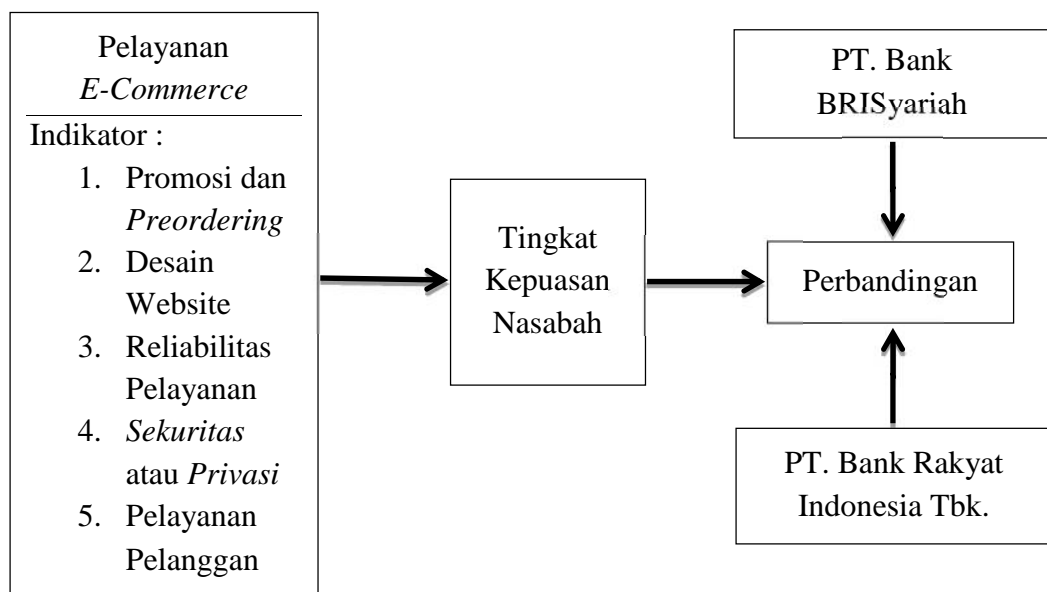 Pelayanan
E-Commerce
Indikator :
1. Promosi dan
Preordering
2. Desain
Website
3. Reliabilitas
Pelayanan
4. Sekuritas
atau Privasi
5. Pelayanan
Pelanggan
Tingkat
Kepuasan
Nasabah
PT. Bank
BRISyariah
Perbandingan
PT. Bank Rakyat
Indonesia Tbk.